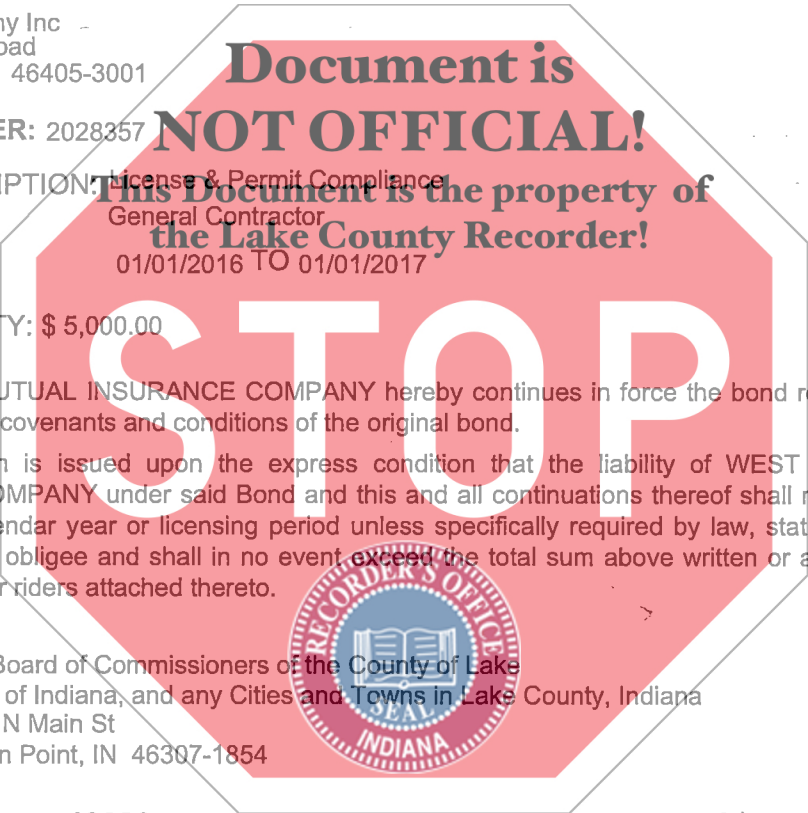 ny Inc
oad
46405-3001
Document is
NOT OFFICIAL!
This Document is the property of
the Lake County Recorder!
ER: 2028357
IPTION: License & Permit Compliance
General Contractor
01/01/2016 TO 01/01/2017
TY: $ 5,000.00
STOP
UTUAL INSURANCE COMPANY hereby continues in force the bond re
covenants and conditions of the original bond.
n is issued upon the express condition that the liability of WEST
OMPANY under said Bond and this and all continuations thereof shall n
endar year or licensing period unless specifically required by law, stat
obligee and shall in no event exceed the total sum above written or a
r riders attached thereto.
RECORDER'S OFFICE
SEAL
INDIANA
Board of Commissioners of the County of Lake
of Indiana, and any Cities and Towns in Lake County, Indiana
N Main St
n Point, IN 46307-1854